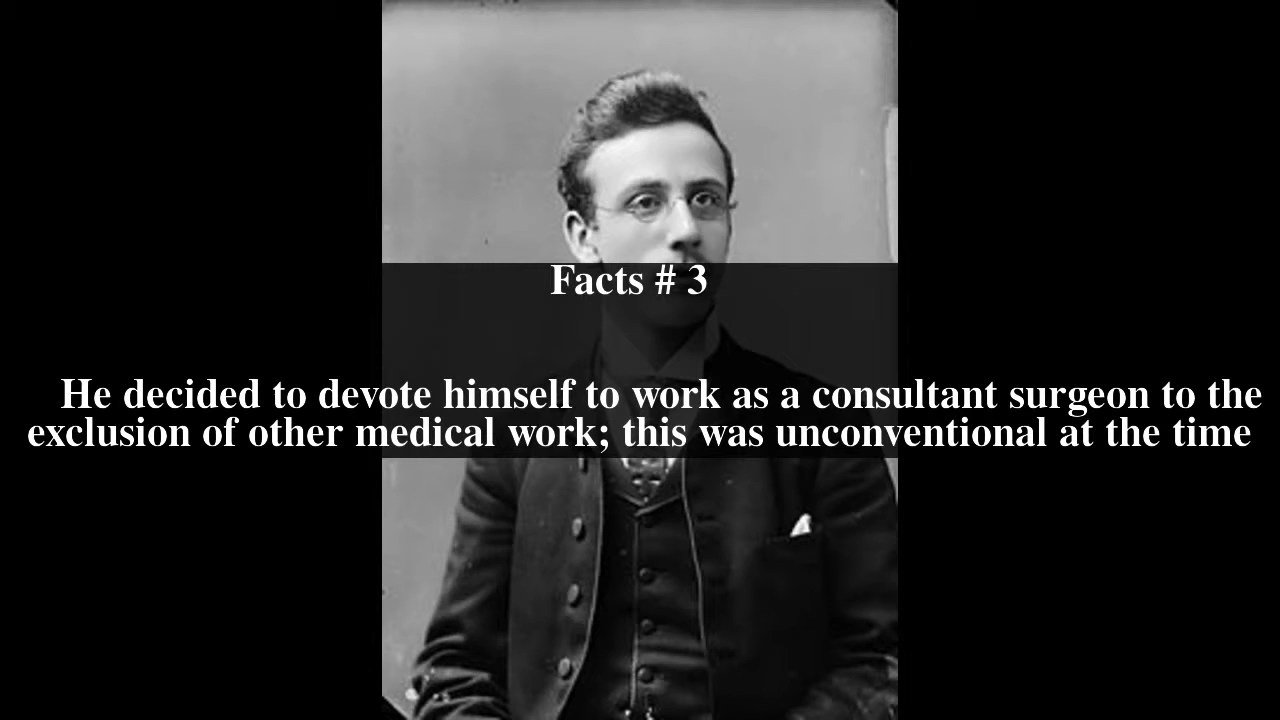 Facts # 3
He decided to devote himself to work as a consultant surgeon to the
exclusion of other medical work; this was unconventional at the time